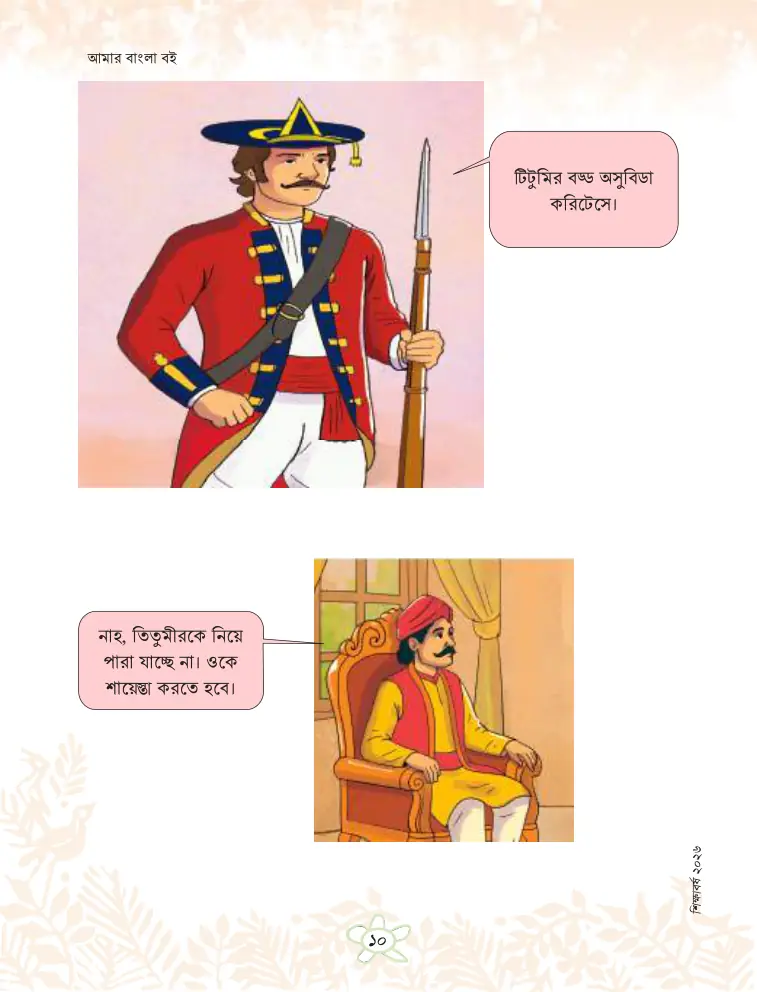 আমার বাংলা বই
টিটুমির বড্ড অসুবিডা
করিটেসে।
নাহ, তিতুমীরকে নিয়ে
পারা যাচ্ছে না। ওকে
শায়েস্তা করতে হবে।
শিক্ষাবর্ষ ২০২৬
১০